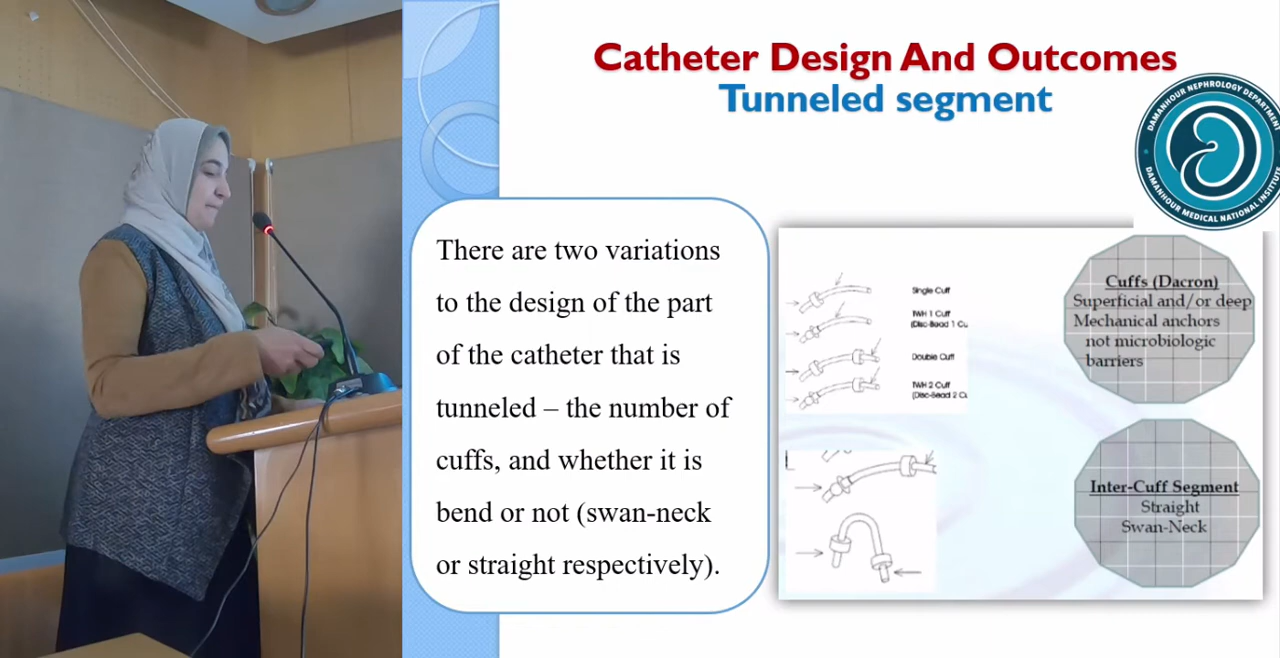 Catheter Design And Outcomes
Tunneled segment
DAMANHOUR NEPHROLOGY DEPARTMENT
DAMANHOUR MEDICAL NATIONAL INSTITUTE
There are two variations
to the design of the part
of the catheter that is
tunneled – the number of
cuffs, and whether it is
bend or not (swan-neck
or straight respectively).
Single Cuff
TWH 1 Cuff
(Disc-Bead 1 Cu
Double Cuff
TWH 2 Cuff
(Disc-Bead 2 Cu
Cuffs (Dacron)
Superficial and/or deep
Mechanical anchors
not microbiologic
barriers
Inter-Cuff Segment
Straight
Swan-Neck